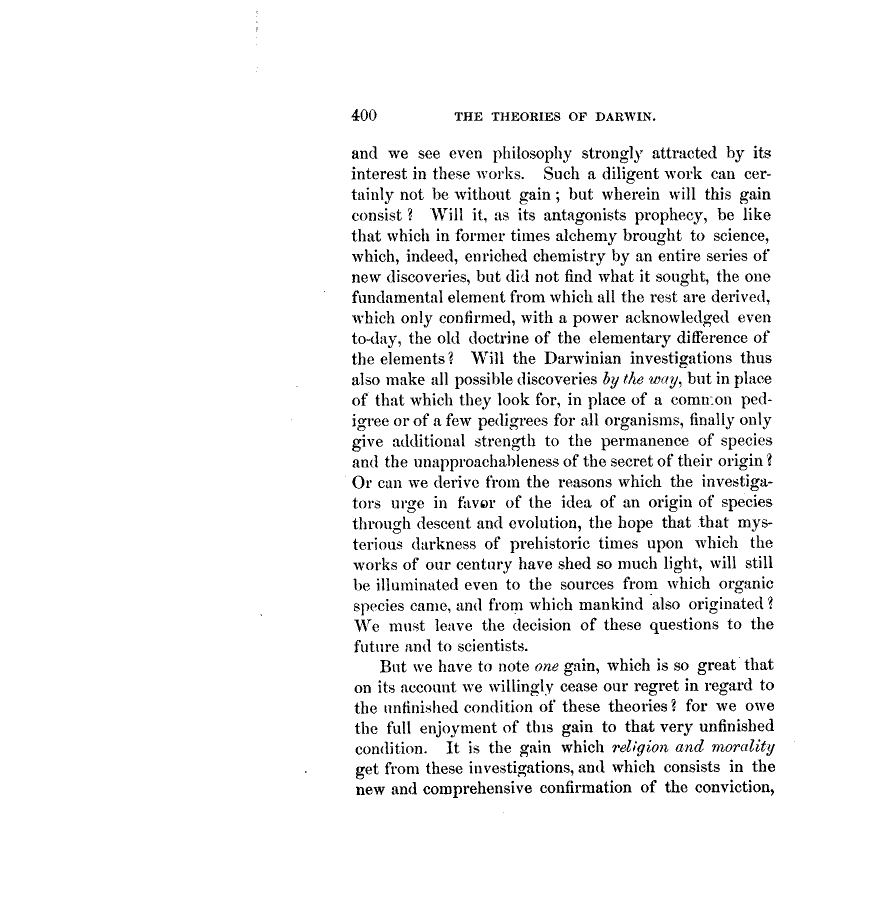 400 THE THEORIES OF DARWIN.
and we see even philosophy strongly attracted by its
interest in these works. Such a diligent work can cer-
tainly not be without gain ; but wherein will this gain
consist ? Will it, as its antagonists prophecy, be like
that which in former times alchemy brought to science,
which, indeed, enriched chemistry by an entire series of
new discoveries, but did not find what it sought, the one
fundamental element from which all the rest are derived,
which only confirmed, with a power acknowledged even
to-day, the old doctrine of the elementary difference of
the elements ? Will the Darwinian investigations thus
also make all possible discoveries by the way, but in place
of that which they look for, in place of a common ped-
igree or of a few pedigrees for all organisms, finally only
give additional strength to the permanence of species
and the unapproachableness of the secret of their origin ?
Or can we derive from the reasons which the investiga-
tors urge in favor of the idea of an origin of species
through descent and evolution, the hope that that mys-
terious darkness of prehistoric times upon which the
works of our century have shed so much light, will still
be illuminated even to the sources from which organic
species came, and from which mankind also originated ?
We must leave the decision of these questions to the
future and to scientists.
But we have to note one gain, which is so great that
on its account we willingly cease our regret in regard to
the unfinished condition of these theories ? for we owe
the full enjoyment of this gain to that very unfinished
condition. It is the gain which religion and morality
get from these investigations, and which consists in the
new and comprehensive confirmation of the conviction,